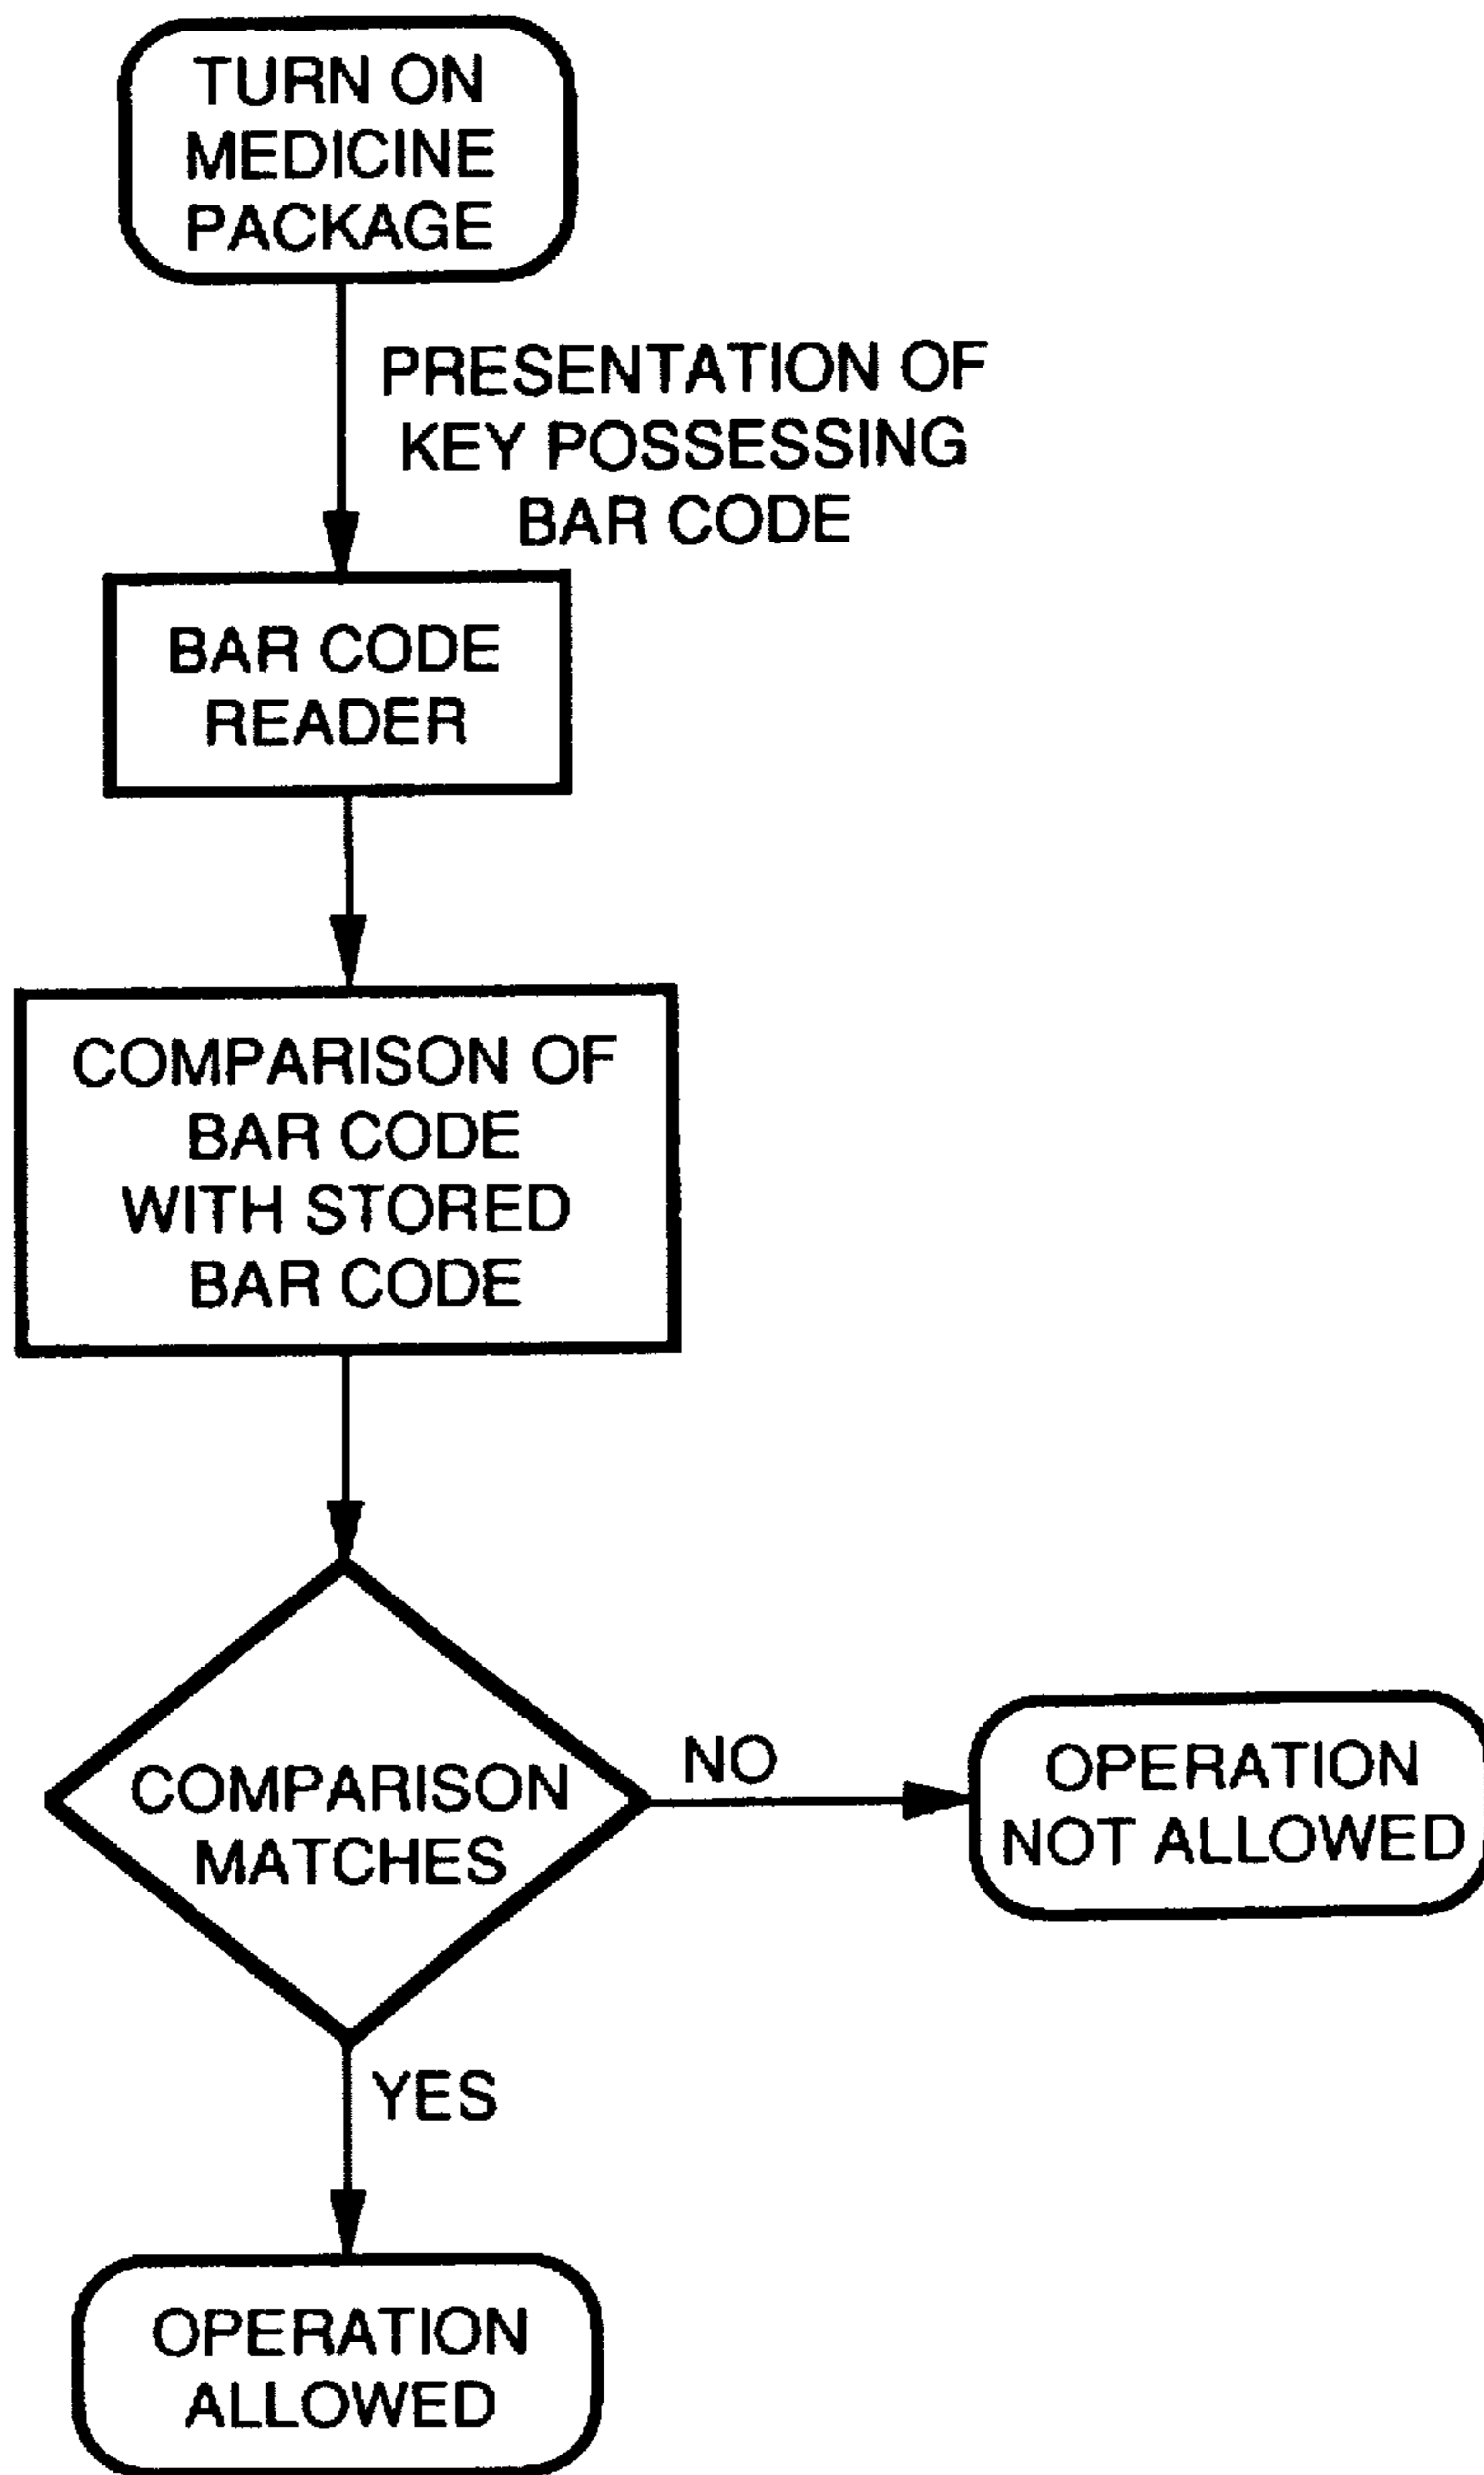 TURN ON
MEDICINE
PACKAGE
PRESENTATION OF
KEY POSSESSING
BAR CODE
BAR CODE
READER
COMPARISON OF
BAR CODE
WITH STORED
BAR CODE
COMPARISON
MATCHES
NO
OPERATION
NOT ALLOWED
YES
OPERATION
ALLOWED